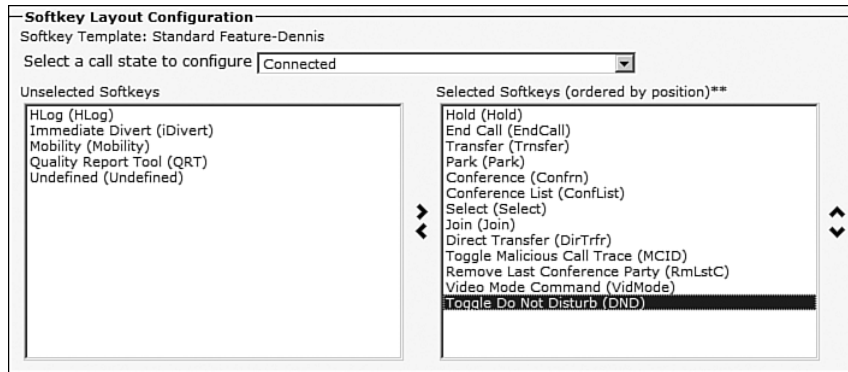 Softkey Layout Configuration
Softkey Template: Standard Feature-Dennis
Select a call state to configure Connected
Unselected Softkeys
HLog (HLog)
Immediate Divert (iDivert)
Mobility (Mobility)
Quality Report Tool (QRT)
Undefined (Undefined)
Selected Softkeys (ordered by position)**
Hold (Hold)
End Call (EndCall)
Transfer (Trnsfer)
Park (Park)
Conference (Confrn)
Conference List (ConfList)
Select (Select)
Join (Join)
Direct Transfer (DirTrfr)
Toggle Malicious Call Trace (MCID)
Remove Last Conference Party (RmLstC)
Video Mode Command (VidMode)
Toggle Do Not Disturb (DND)